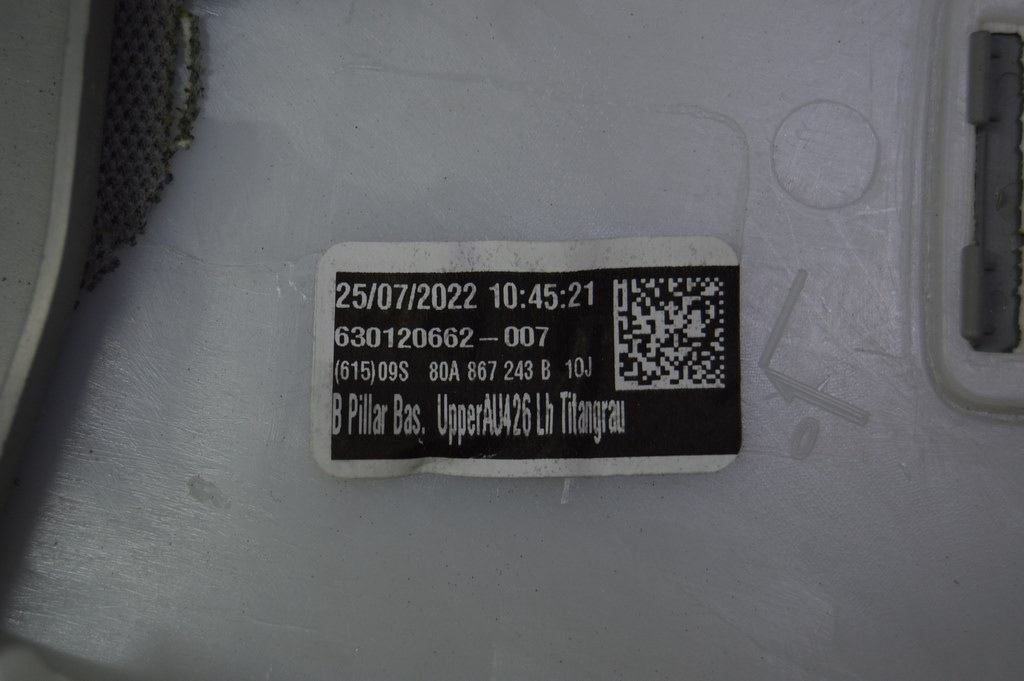 25/07/2022 10:45:21
630120662-007
(615)09S 80A 867 243 B 10J
B Pillar Bas. UpperAU426 Lh Titangrau